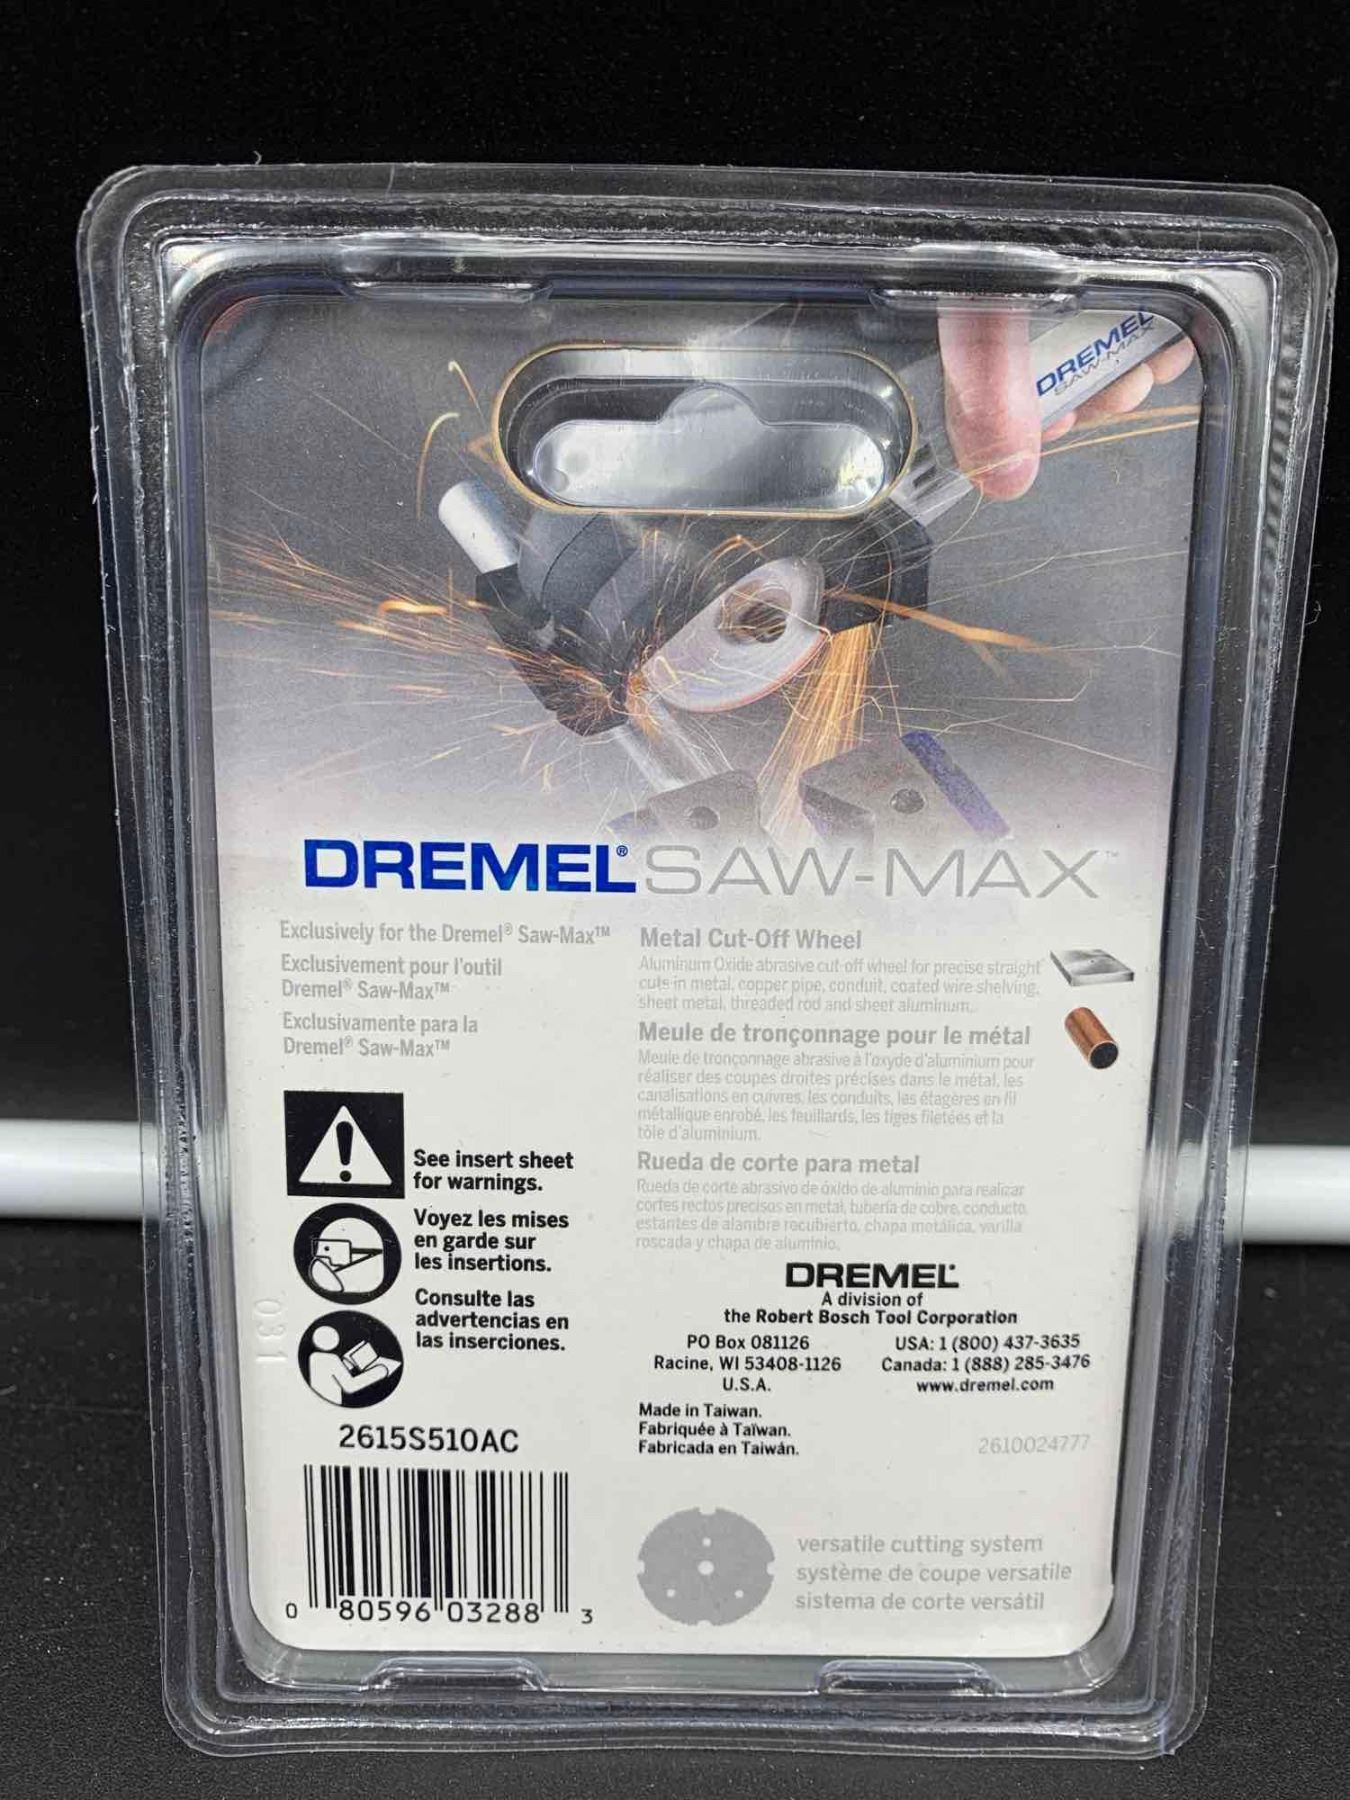 DREMEL
SAW-MAX
DREMEL® SAW-MAX™
Exclusively for the Dremel® Saw-Max™
Exclusivement pour l'outil
Dremel® Saw-Max™
Exclusivamente para la
Dremel® Saw-Max™
Metal Cut-Off Wheel
Aluminum Oxide abrasive cut-off wheel for precise straight
cuts in metal, copper pipe, conduit, coated wire shelving,
sheet metal, threaded rod and sheet aluminum.
Meule de tronçonnage pour le métal
Meule de tronçonnage abrasive à l'oxyde d'aluminium pour
réaliser des coupes droites précises dans le métal, les
canalisations en cuivres, les conduits, les étagères en fil
métallique enrobé, les feuillards, les tiges filetées et la
tôle d'aluminium.
Rueda de corte para metal
Rueda de corte abrasivo de óxido de aluminio para realizar
cortes rectos precisos en metal, tubería de cobre, conducto,
estantes de alambre recubierto, chapa metálica, varilla
roscada y chapa de aluminio.
See insert sheet
for warnings.
Voyez les mises
en garde sur
les insertions.
Consulte las
advertencias en
las inserciones.
031
2615S510AC
0 80596 03288 3
DREMEL®
A division of
the Robert Bosch Tool Corporation
PO Box 081126
Racine, WI 53408-1126
U.S.A.
USA: 1 (800) 437-3635
Canada: 1 (888) 285-3476
www.dremel.com
Made in Taiwan.
Fabriquée à Taïwan.
Fabricada en Taiwán.
2610024777
versatile cutting system
système de coupe versatile
sistema de corte versátil